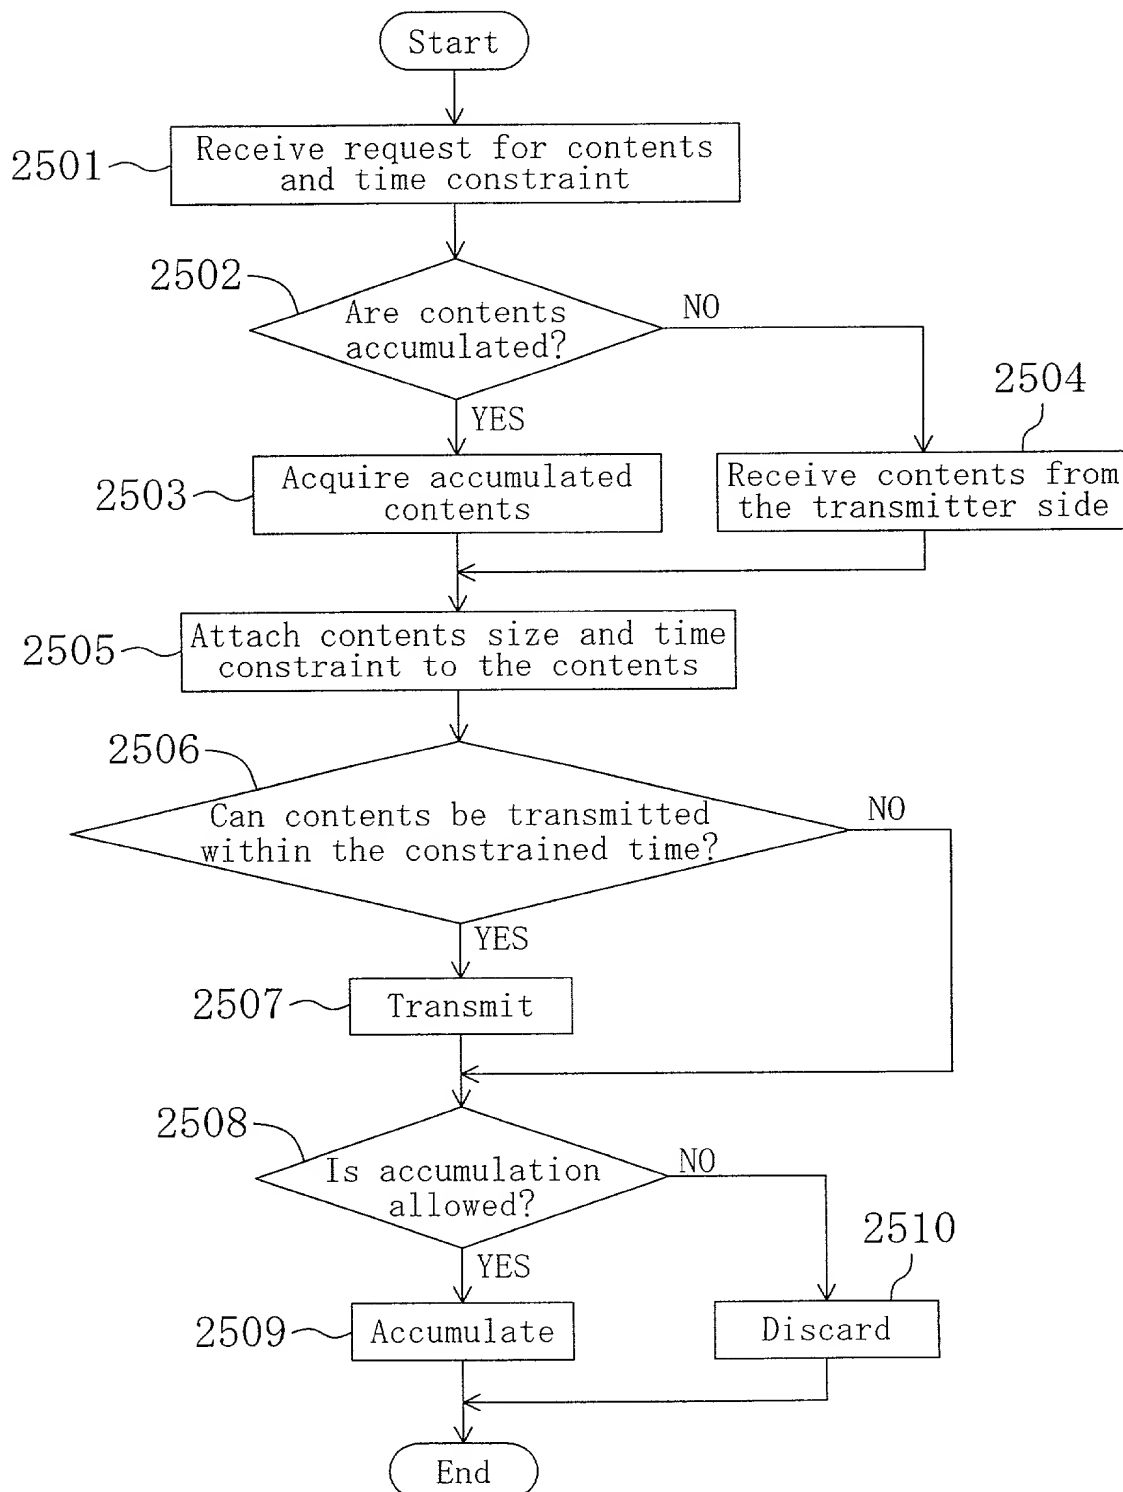 Start
2501
Receive request for contents
and time constraint
2502
Are contents
accumulated?
NO
YES
2503
Acquire accumulated
contents
2504
Receive contents from
the transmitter side
2505
Attach contents size and time
constraint to the contents
2506
Can contents be transmitted
within the constrained time?
NO
YES
2507
Transmit
2508
Is accumulation
allowed?
NO
YES
2509
Accumulate
2510
Discard
End